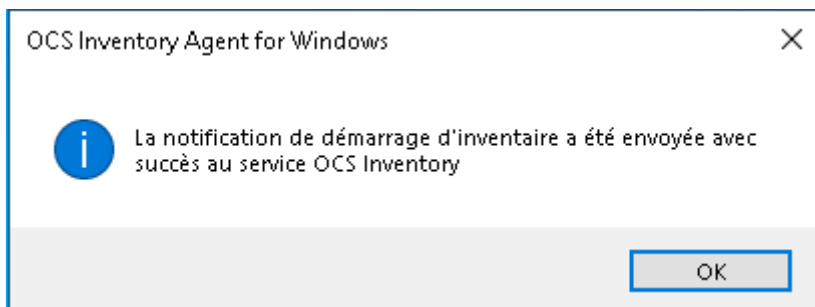 OCS Inventory Agent for Windows
La notification de démarrage d'inventaire a été envoyée avec
succès au service OCS Inventory
OK